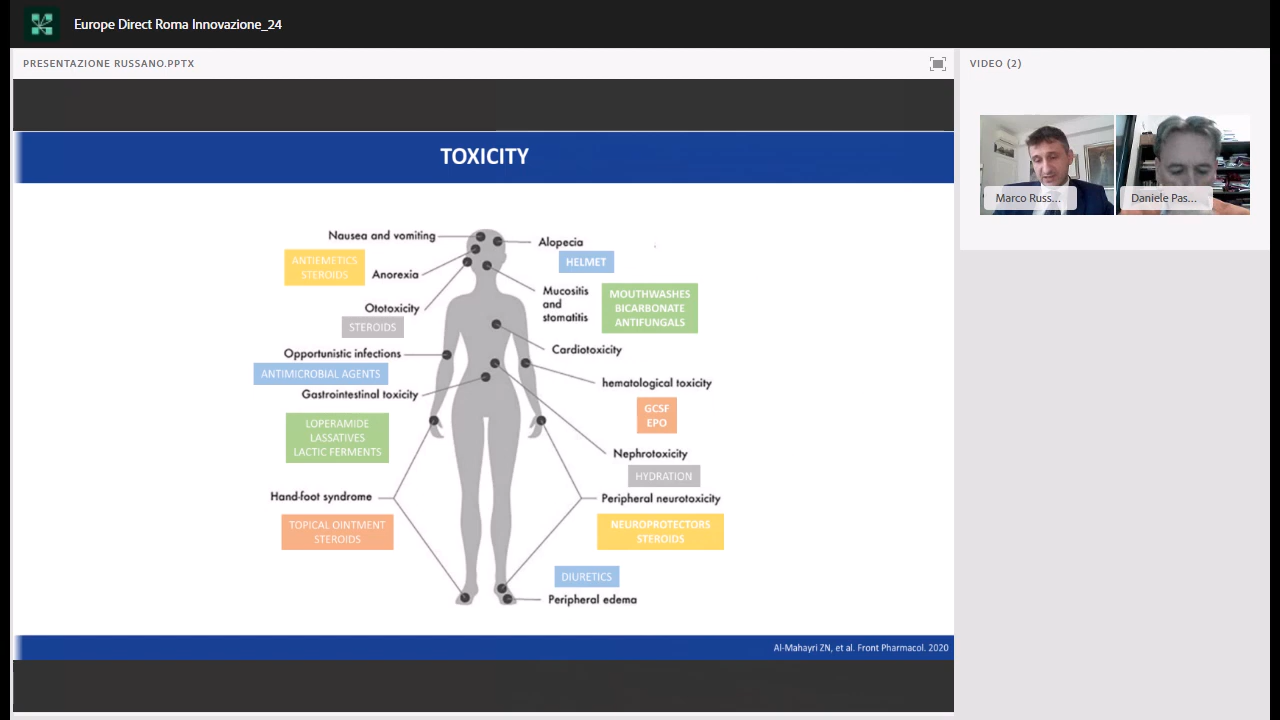 Europe Direct Roma Innovazione_24
PRESENTAZIONE RUSSANO.PPTX
VIDEO (2)
Marco Russ...
Daniele Pas...
TOXICITY
Nausea and vomiting
ANTIEMETICS
STEROIDS
Anorexia
Ototoxicity
STEROIDS
Opportunistic infections
ANTIMICROBIAL AGENTS
Gastrointestinal toxicity
LOPERAMIDE
LASSATIVES
LACTIC FERMENTS
Hand-foot syndrome
TOPICAL OINTMENT
STEROIDS
Alopecia
HELMET
Mucositis
and
stomatitis
MOUTHWASHES
BICARBONATE
ANTIFUNGALS
Cardiotoxicity
hematological toxicity
GCSF
EPO
Nephrotoxicity
HYDRATION
Peripheral neurotoxicity
NEUROPROTECTORS
STEROIDS
DIURETICS
Peripheral edema
Al-Mahayri ZN, et al. Front Pharmacol. 2020